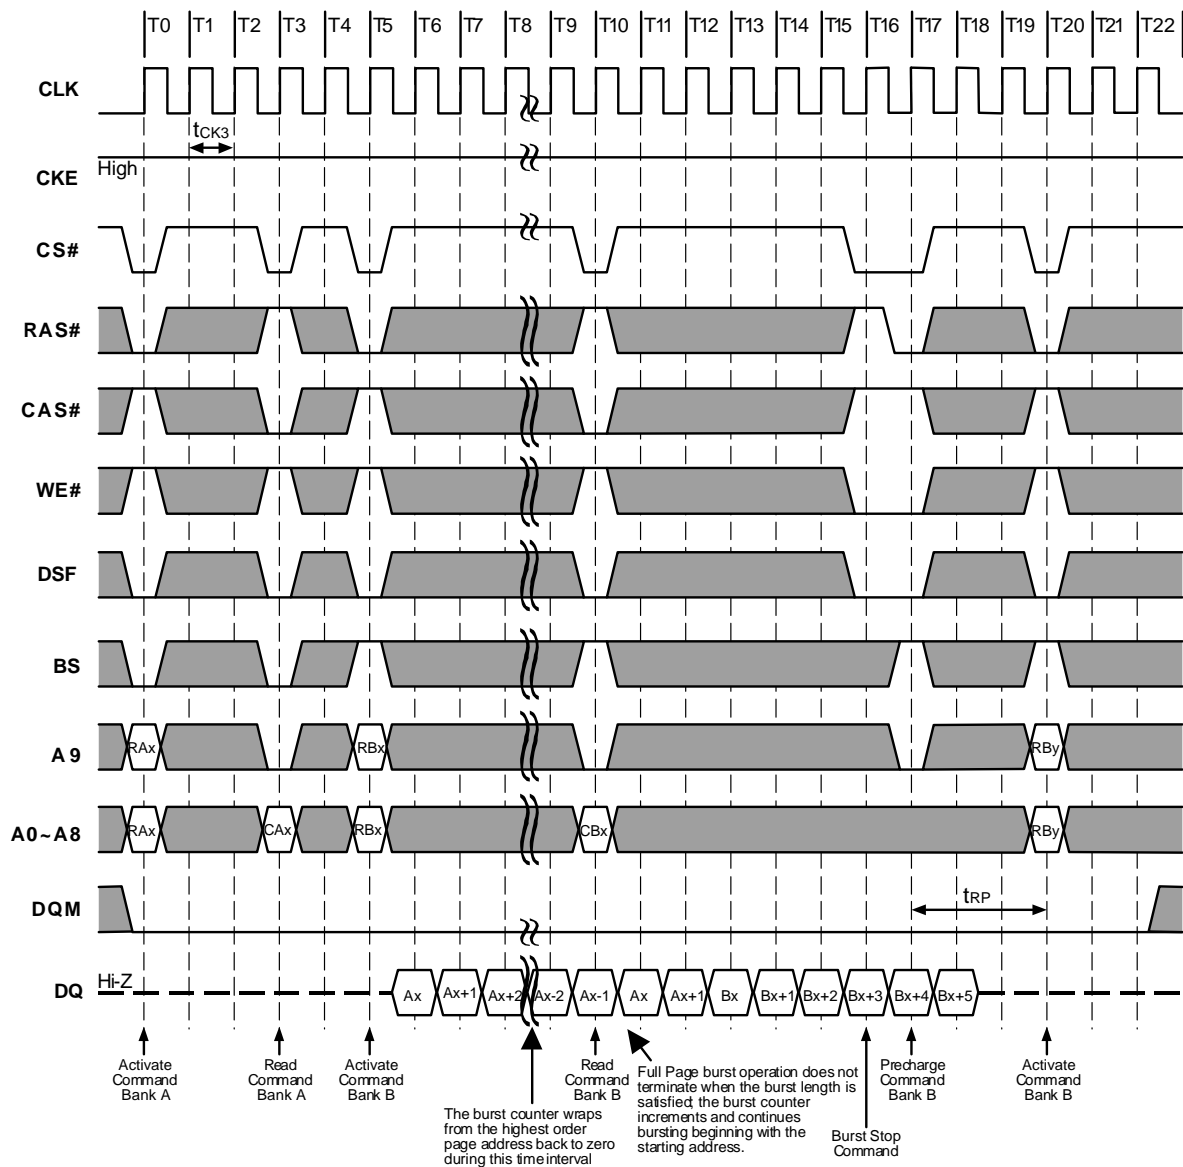 T0 T1 T2 T3 T4 T5 T6 T7 T8 T9 T10 T11 T12 T13 T14 T15 T16 T17 T18 T19 T20 T21 T22
CLK
tCK3
High
CKE
CS#
RAS#
CAS#
WE#
DSF
BS
A9 RAx RBx RBy
A0~A8 RAx CAx RBx CBx RBy
DQM
tRP
Hi-Z
DQ Ax Ax+1 Ax+2 Ax-2 Ax-1 Ax Ax+1 Bx Bx+1 Bx+2 Bx+3 Bx+4 Bx+5
Activate
Command
Bank A
Read
Command
Bank A
Activate
Command
Bank B
The burst counter wraps
from the highest order
page address back to zero
during this time interval
Read
Command
Bank B
Full Page burst operation does not
terminate when the burst length is
satisfied; the burst counter
increments and continues
bursting beginning with the
starting address.
Burst Stop
Command
Precharge
Command
Bank B
Activate
Command
Bank B